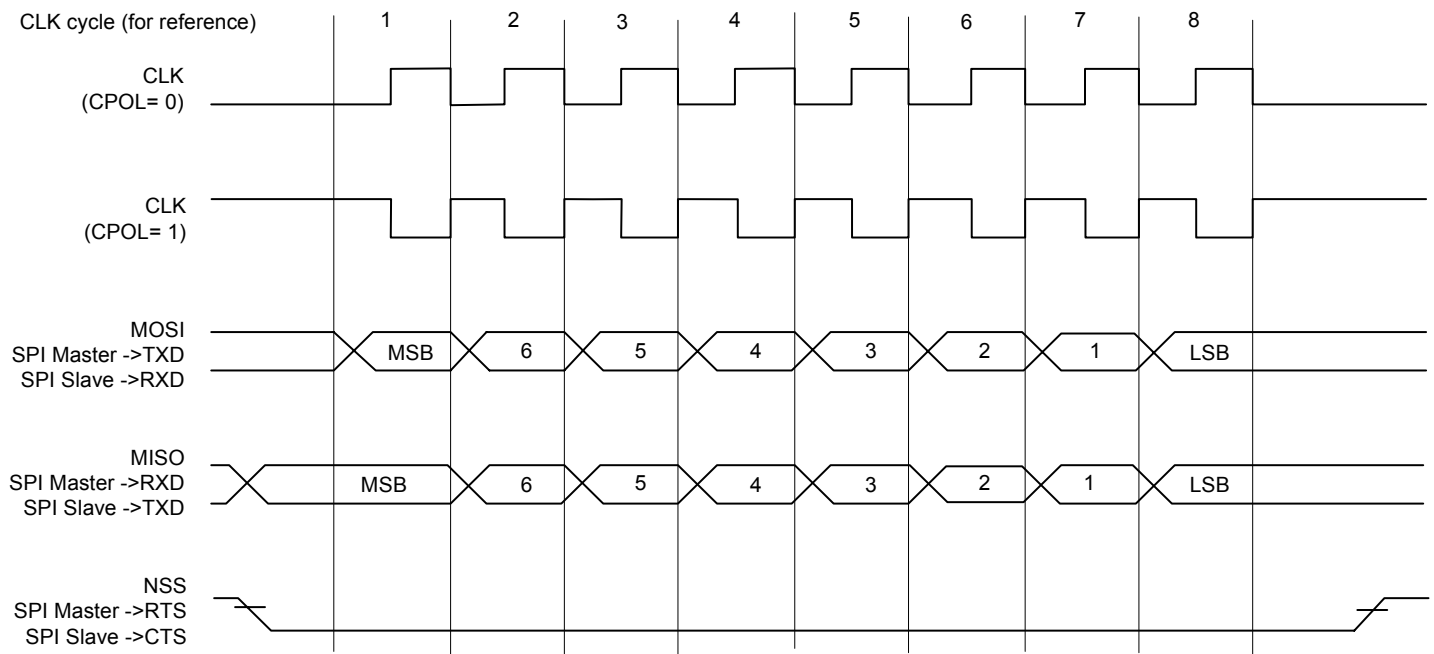 CLK cycle (for reference) 1 2 3 4 5 6 7 8
CLK
(CPOL= 0)
CLK
(CPOL= 1)
MOSI
SPI Master ->TXD
SPI Slave ->RXD
MSB 6 5 4 3 2 1 LSB
MISO
SPI Master ->RXD
SPI Slave ->TXD
MSB 6 5 4 3 2 1 LSB
NSS
SPI Master ->RTS
SPI Slave ->CTS